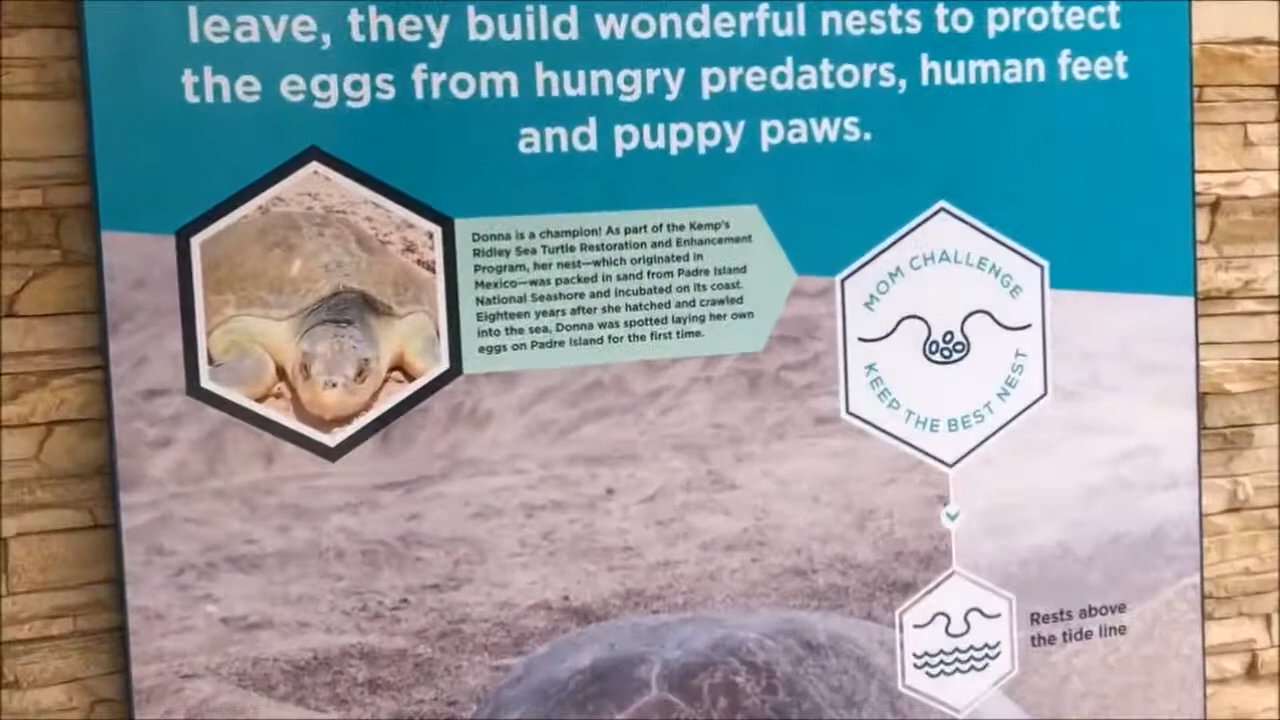 leave, they build wonderful nests to protect
the eggs from hungry predators, human feet
and puppy paws.
Donna is a champion! As part of the Kemp's
Ridley Sea Turtle Restoration and Enhancement
Program, her nest—which originated in
Mexico—was packed in sand from Padre Island
National Seashore and incubated on its coast.
Eighteen years after she hatched and crawled
into the sea, Donna was spotted laying her own
eggs on Padre Island for the first time.
MOM CHALLENGE
KEEP THE BEST NEST
Rests above
the tide line